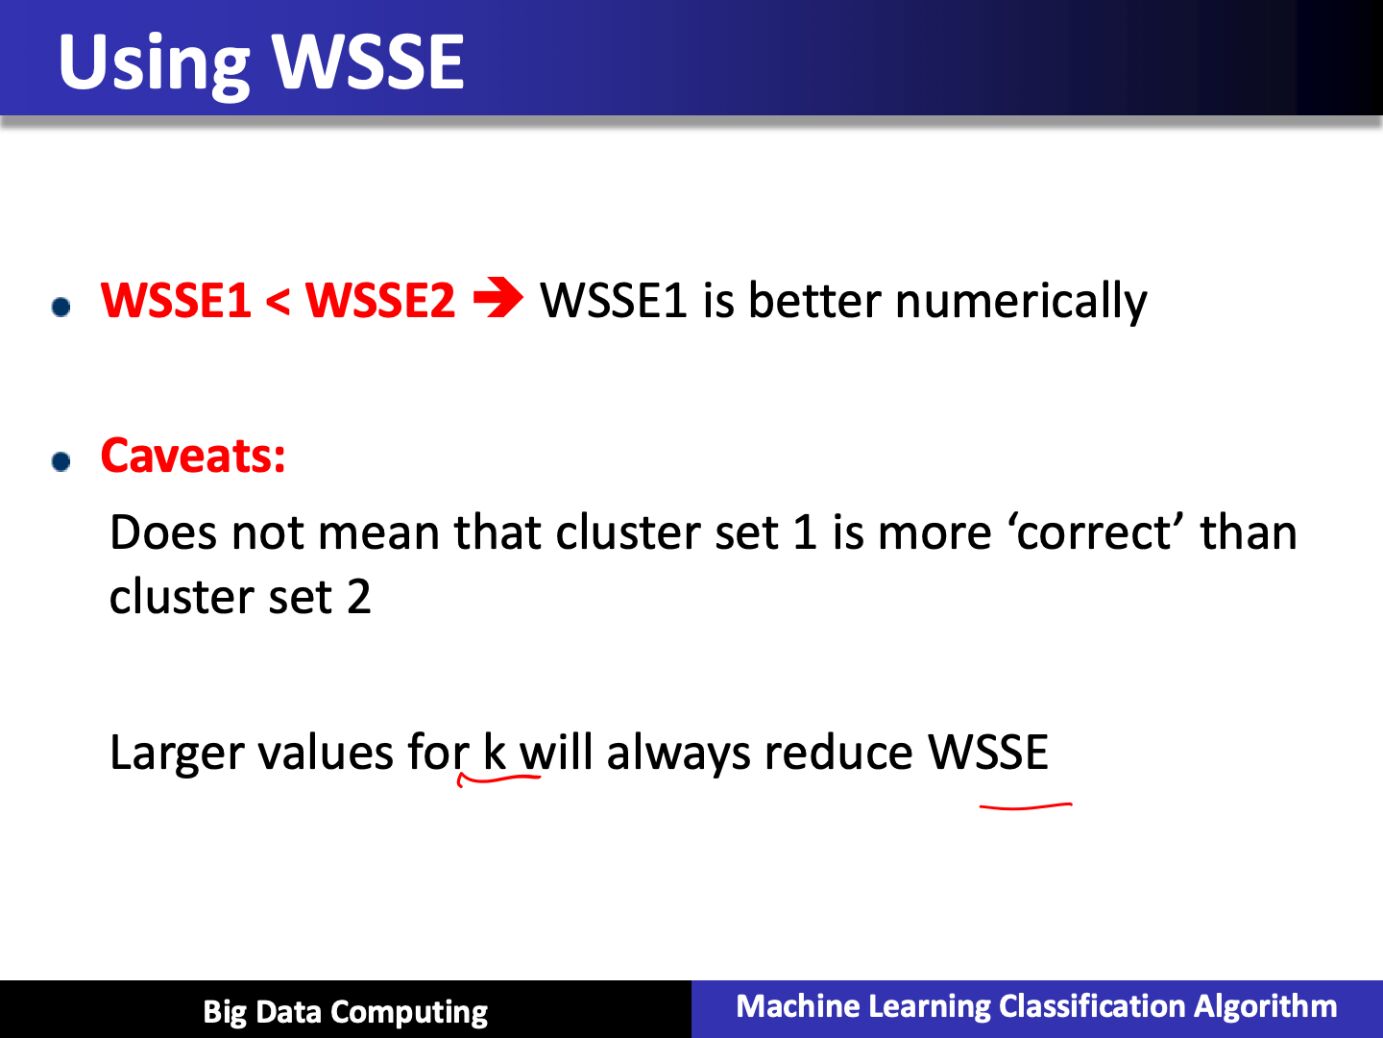 Using WSSE
WSSE1 < WSSE2 ➔ WSSE1 is better numerically
Caveats:
Does not mean that cluster set 1 is more ‘correct’ than
cluster set 2
Larger values for k will always reduce WSSE
Big Data Computing
Machine Learning Classification Algorithm